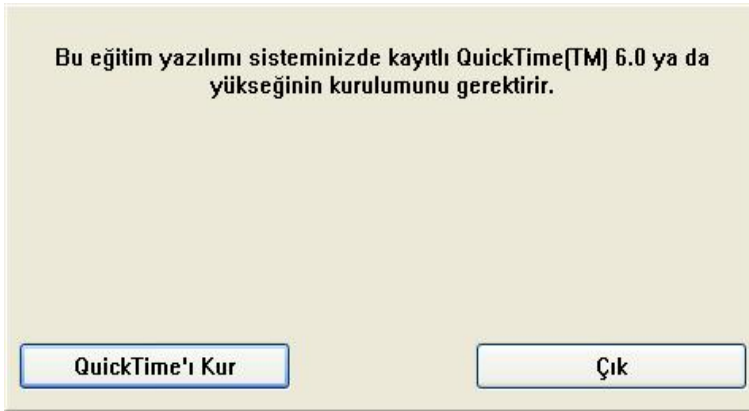 Bu eğitim yazılımı sisteminizde kayıtlı QuickTime(TM) 6.0 ya da
yükseğinin kurulumunu gerektirir.
QuickTime'ı Kur
Çık